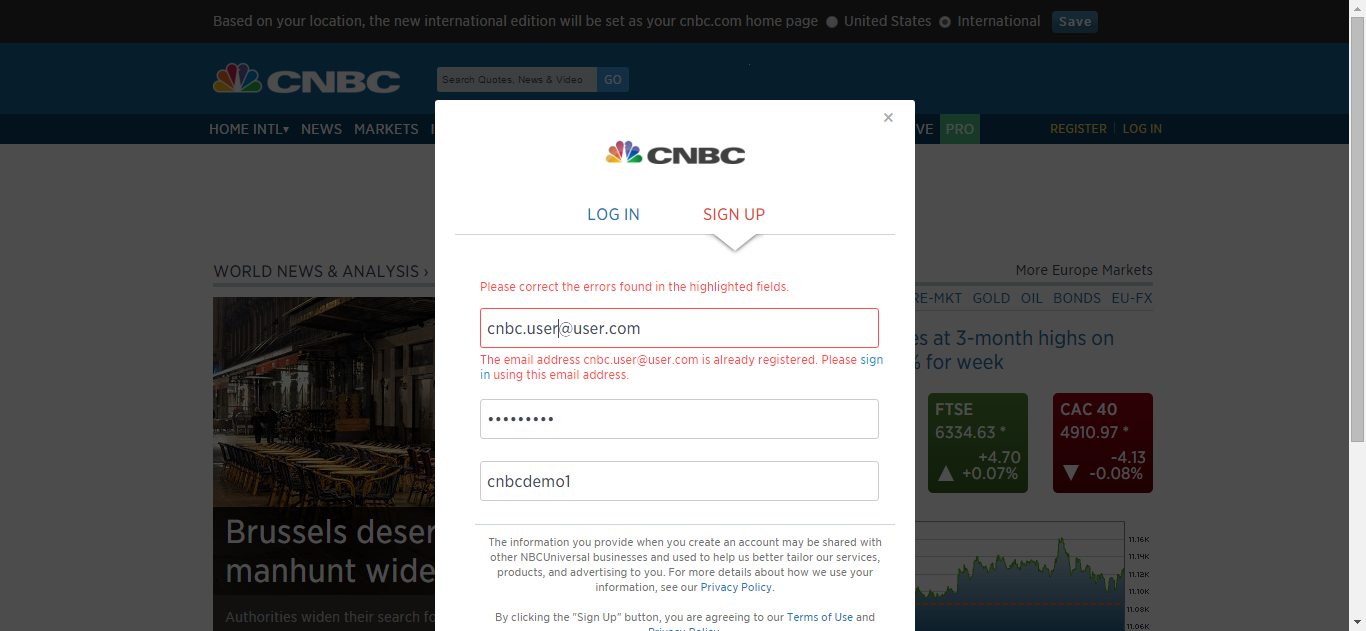 Based on your location, the new international edition will be set as your cnbc.com home page United States International Save
CNBC
Search Quotes, News & Video GO
HOME INTL▾ NEWS MARKETS
VE PRO
REGISTER | LOG IN
×
CNBC
LOG IN SIGN UP
Please correct the errors found in the highlighted fields.
cnbc.user@user.com
The email address cnbc.user@user.com is already registered. Please sign
in using this email address.
•••••••••
cnbcdemo1
The information you provide when you create an account may be shared with
other NBCUniversal businesses and used to help us better tailor our services,
products, and advertising to you. For more details about how we use your
information, see our Privacy Policy.
By clicking the "Sign Up" button, you are agreeing to our Terms of Use and
Privacy Policy.
WORLD NEWS & ANALYSIS ›
Brussels deser
manhunt wide
Authorities widen their search fo
More Europe Markets
RE-MKT GOLD OIL BONDS EU-FX
es at 3-month highs on
% for week
FTSE
6334.63 *
+4.70
▲ +0.07%
CAC 40
4910.97 *
-4.13
▼ -0.08%
11.16K
11.14K
11.12K
11.10K
11.08K
11.06K